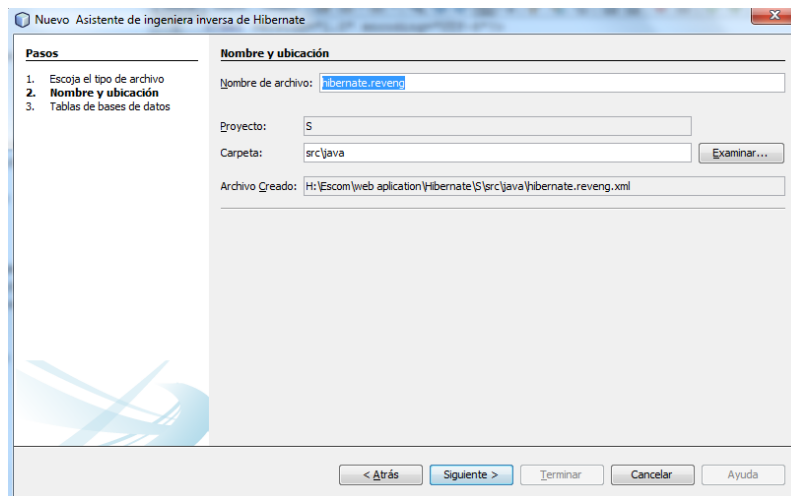 Nuevo Asistente de ingeniera inversa de Hibernate
Pasos
1. Escoja el tipo de archivo
2. Nombre y ubicación
3. Tablas de bases de datos
Nombre y ubicación
Nombre de archivo: hibernate.reveng
Proyecto: S
Carpeta: src\java Examinar...
Archivo Creado: H:\Escom\web aplication\Hibernate\S\src\java\hibernate.reveng.xml
< Atrás Siguiente > Terminar Cancelar Ayuda